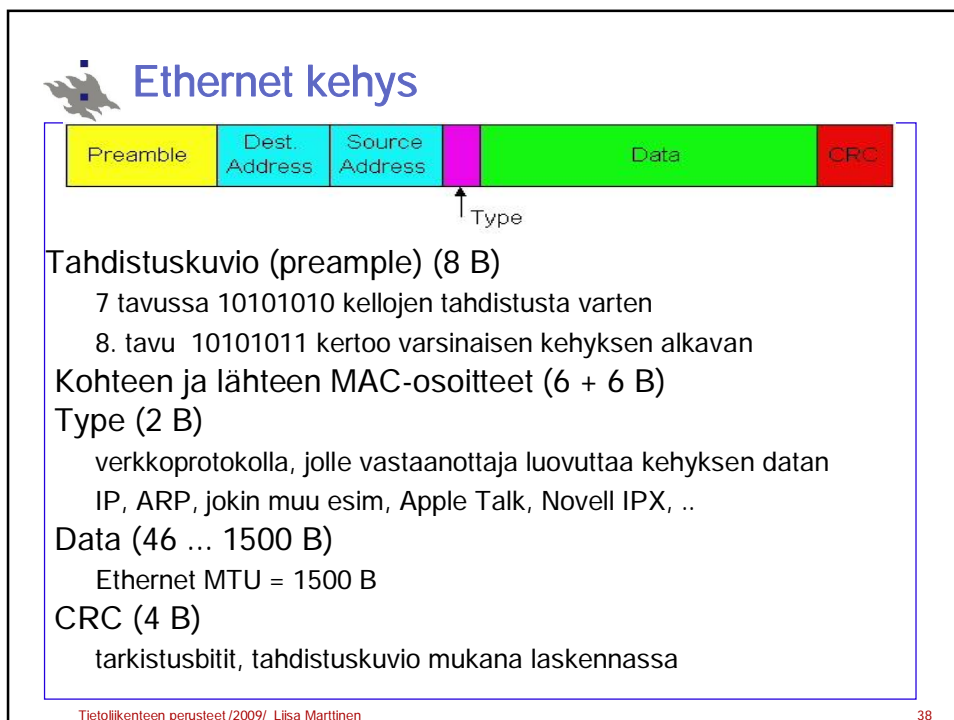 Ethernet kehys
Preamble
Dest. Address
Source Address
Data
CRC
Type
Tahdistuskuvio (preample) (8 B)
7 tavussa 10101010 kellojen tahdistusta varten
8. tavu 10101011 kertoo varsinaisen kehyksen alkavan
Kohteen ja lähteen MAC-osoitteet (6 + 6 B)
Type (2 B)
verkkoprotokolla, jolle vastaanottaja luovuttaa kehyksen datan
IP, ARP, jokin muu esim, Apple Talk, Novell IPX, ..
Data (46 ... 1500 B)
Ethernet MTU = 1500 B
CRC (4 B)
tarkistusbitit, tahdistuskuvio mukana laskennassa
Tietoliikenteen perusteet /2009/ Liisa Marttinen 38